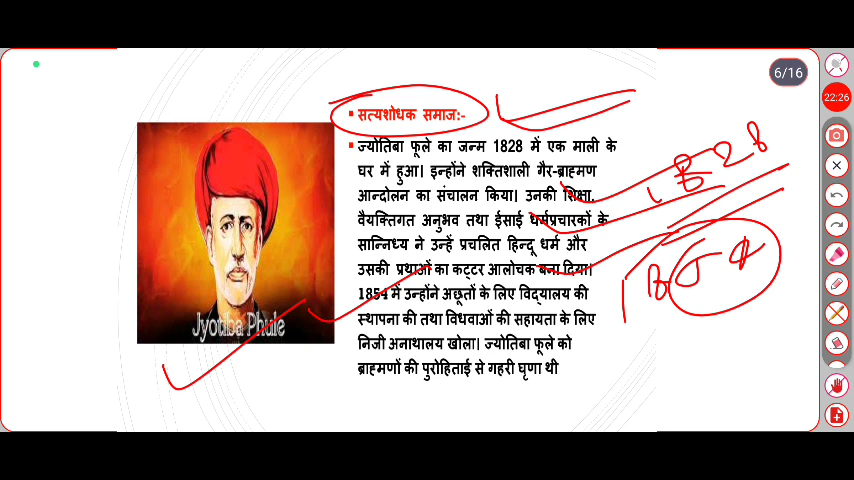 6/16
22:26
सत्यशोधक समाज:-
ज्योतिबा फूले का जन्म 1828 में एक माली के
घर में हुआ। इन्होंने शक्तिशाली गैर-ब्राह्मण
आन्दोलन का संचालन किया। उनकी शिक्षा,
वैयक्तिगत अनुभव तथा ईसाई धर्मप्रचारकों के
सान्निध्य ने उन्हें प्रचलित हिन्दू धर्म और
उसकी प्रथाओं का कट्टर आलोचक बना दिया।
1854 में उन्होंने अछूतों के लिए विद्यालय की
स्थापना की तथा विधवाओं की सहायता के लिए
निजी अनाथालय खोला। ज्योतिबा फूले को
ब्राह्मणों की पुरोहिताई से गहरी घृणा थी
Jyotiba Phule
1828
1854